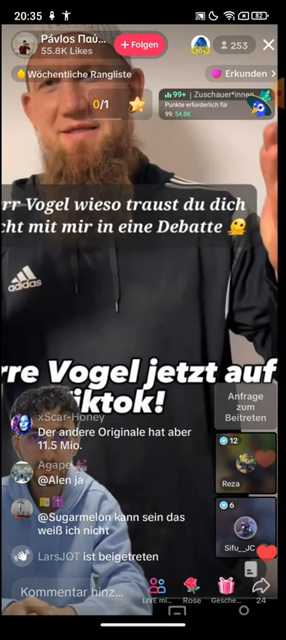 20:35
82
Pávlos Παύ...
55.8K Likes
+ Folgen
253
Wöchentliche Rangliste
Erkunden >
0/1
99+ | Zuschauer*innen
Punkte erforderlich für
99: 54.8K
rr Vogel wieso traust du dich
cht mit mir in eine Debatte
adidas
rre Vogel jetzt auf
iktok!
Anfrage
zum
Beitreten
xScar-Honey
Der andere Originale hat aber
11.5 Mio.
Agape
@Alen ja
@Sugarmelon kann sein das
weiß ich nicht
LarsJOT ist beigetreten
12
Reza
6
Sifu_JC
Kommentar hinz...
LIVE mi...
Rose
Gesche...
24